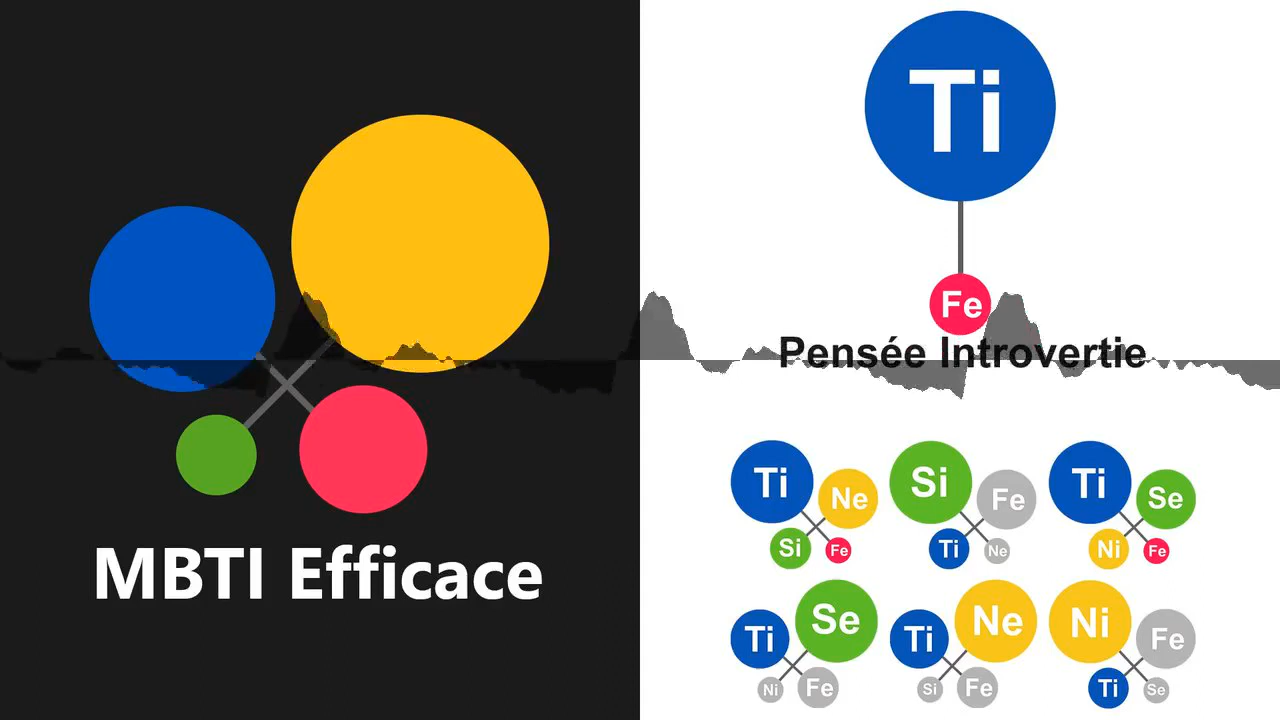 MBTI Efficace
Ti
Fe
Pensée Introvertie
Ti Ne Si Fe
Si Fe Ti Ne
Ti Se Ni Fe
Ti Se Ni Fe
Ti Ne Si Fe
Ni Fe Ti Se